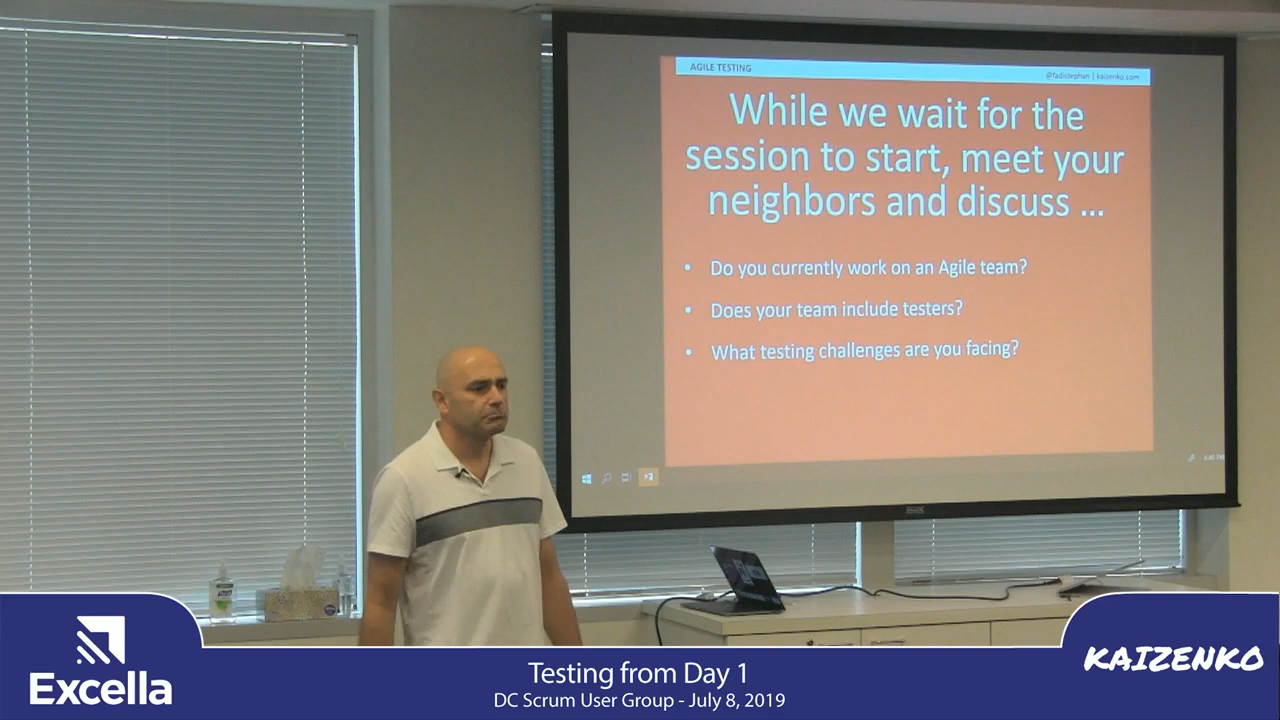 AGILE TESTING
@fadistephan | kaizenko.com
While we wait for the
session to start, meet your
neighbors and discuss ...
• Do you currently work on an Agile team?
• Does your team include testers?
• What testing challenges are you facing?
Excella
Testing from Day 1
DC Scrum User Group - July 8, 2019
KAIZENKO